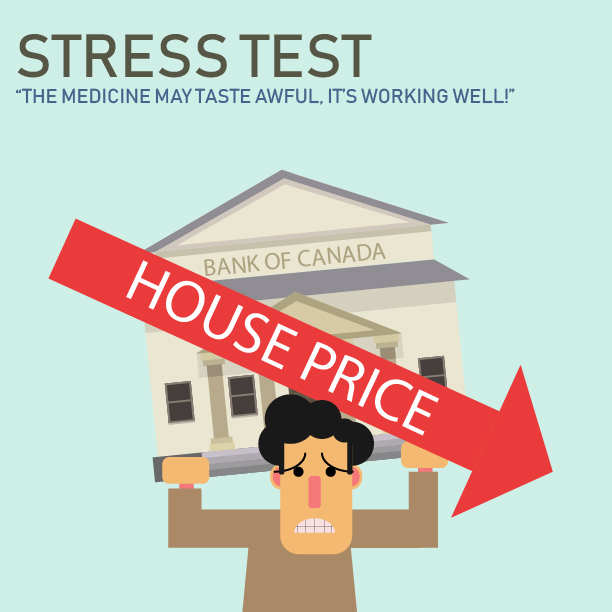 STRESS TEST
“THE MEDICINE MAY TASTE AWFUL, IT’S WORKING WELL!”
BANK OF CANADA
HOUSE PRICE